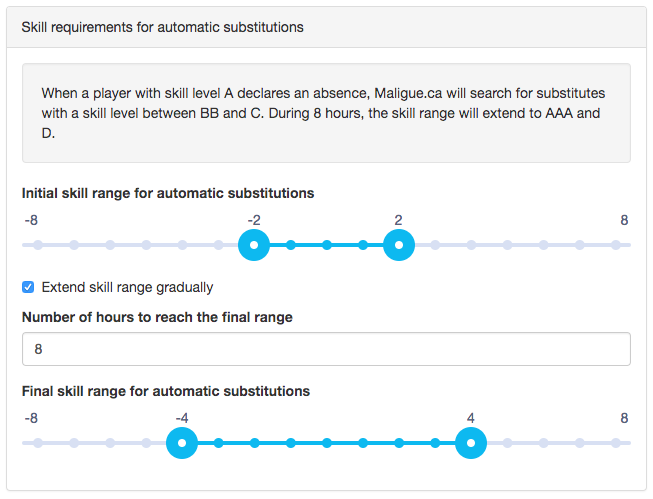 Skill requirements for automatic substitutions
When a player with skill level A declares an absence, Maligue.ca will search for substitutes
with a skill level between BB and C. During 8 hours, the skill range will extend to AAA and
D.
Initial skill range for automatic substitutions
-8 -2 2 8
Extend skill range gradually
Number of hours to reach the final range
8
Final skill range for automatic substitutions
-8 -4 4 8